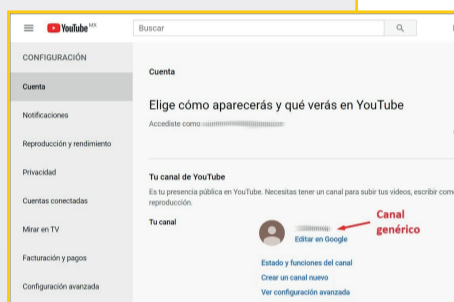 YouTube MX
Buscar
CONFIGURACIÓN
Cuenta
Notificaciones
Reproducción y rendimiento
Privacidad
Cuentas conectadas
Mirar en TV
Facturación y pagos
Configuración avanzada
Cuenta
Elige cómo aparecerás y qué verás en YouTube
Accediste como
Tu canal de YouTube
Es tu presencia pública en YouTube. Necesitas tener un canal para subir tus videos, escribir com
reproducción.
Tu canal
Canal
genérico
Editar en Google
Estado y funciones del canal
Crear un canal nuevo
Ver configuración avanzada